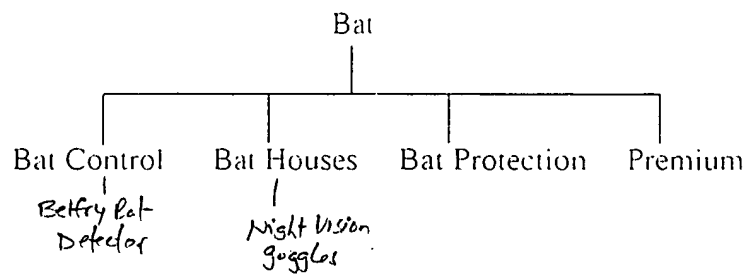 Bat
Bat Control Bat Houses Bat Protection Premium
Belfry Bat
Detector
Night Vision
goggles